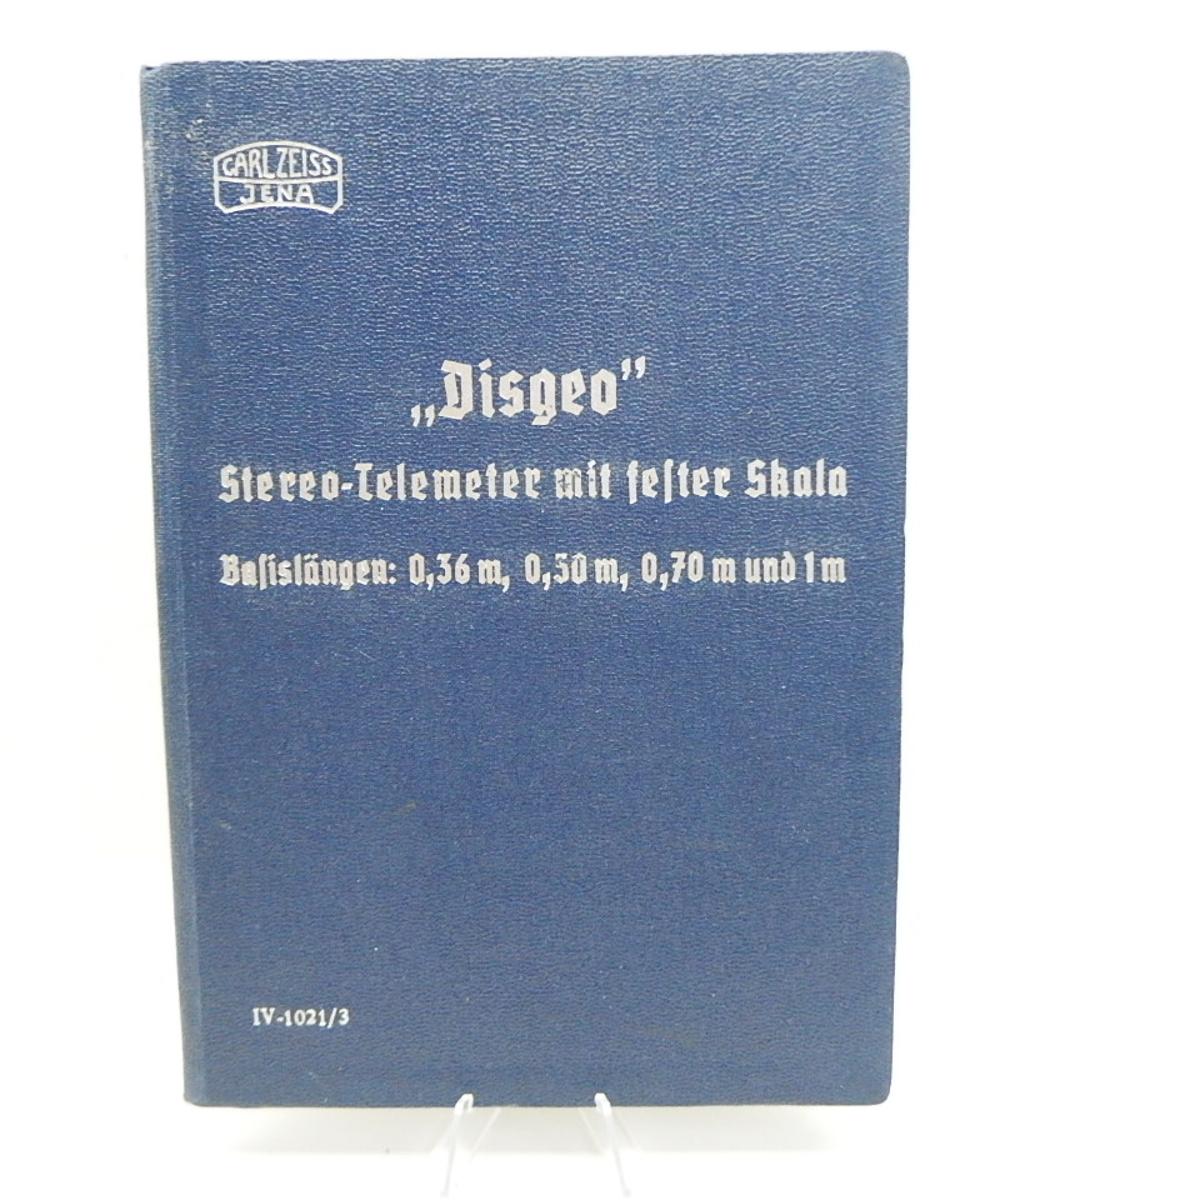 CARL ZEISS
JENA
„Disgeo”
Stereo-Telemeter mit feſter Skala
Baſislängen: 0,36 m, 0,50 m, 0,70 m und 1 m
IV-1021/3